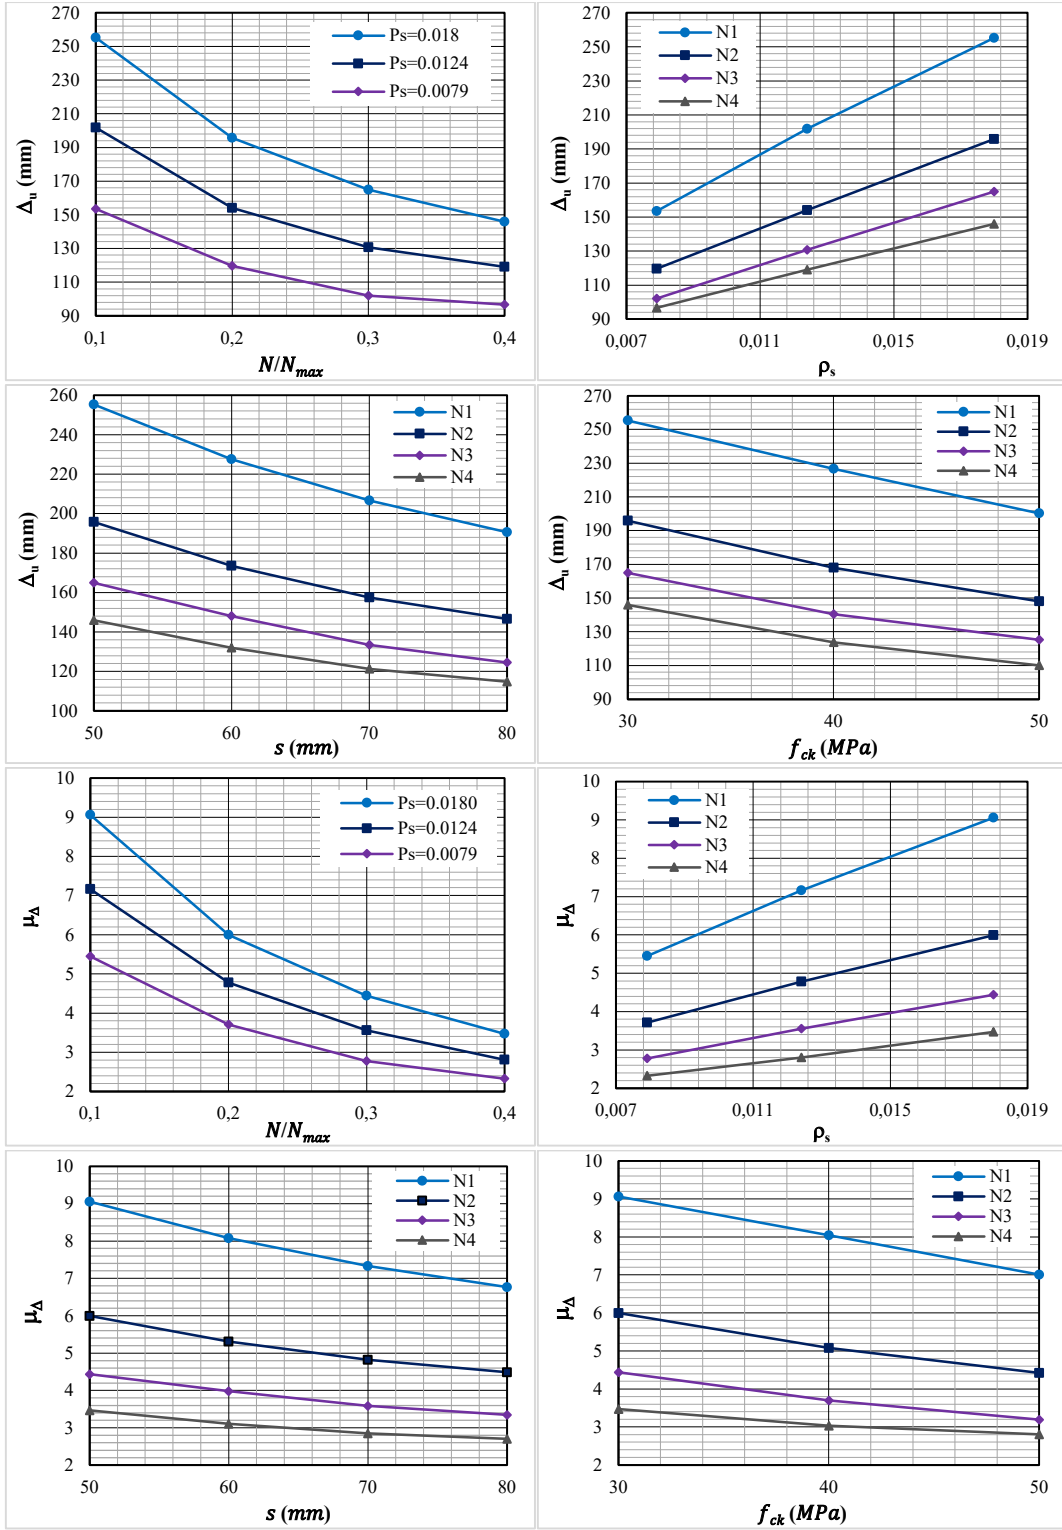 270
250
230
210
190
170
150
130
110
90
Δu (mm)
Ps=0.018
Ps=0.0124
Ps=0.0079
0,1 0,2 0,3 0,4
N/Nmax
270
250
230
210
190
170
150
130
110
90
Δu (mm)
N1
N2
N3
N4
0,007 0,011 0,015 0,019
ρs
260
240
220
200
180
160
140
120
100
Δu (mm)
N1
N2
N3
N4
50 60 70 80
s (mm)
270
250
230
210
190
170
150
130
110
90
Δu (mm)
N1
N2
N3
N4
30 40 50
fck (MPa)
10
9
8
7
6
5
4
3
2
μΔ
Ps=0.0180
Ps=0.0124
Ps=0.0079
0,1 0,2 0,3 0,4
N/Nmax
10
9
8
7
6
5
4
3
2
μΔ
N1
N2
N3
N4
0,007 0,011 0,015 0,019
ρs
10
9
8
7
6
5
4
3
2
μΔ
N1
N2
N3
N4
50 60 70 80
s (mm)
10
9
8
7
6
5
4
3
2
μΔ
N1
N2
N3
N4
30 40 50
fck (MPa)